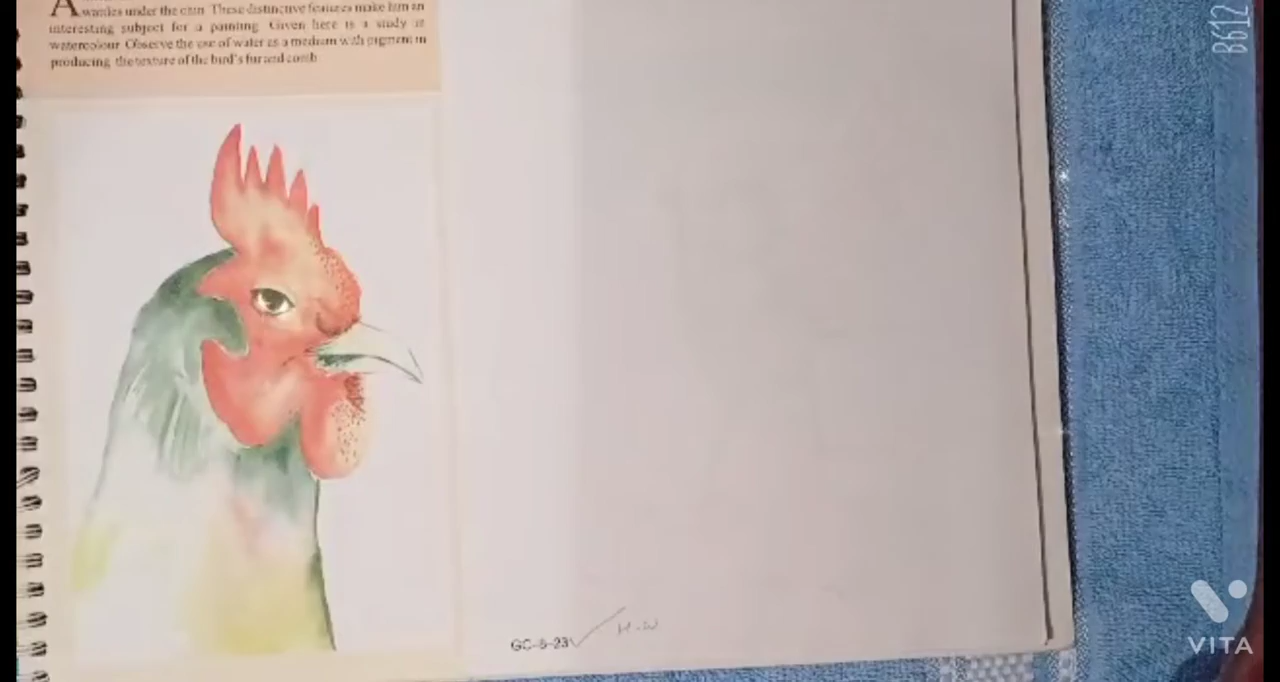 A wattles under the chin. These distinctive features make him an
interesting subject for a painting. Given here is a study in
watercolour. Observe the use of water as a medium with pigment in
producing the texture of the bird's fur and comb
GC-5-23 H.W
B612
VITA